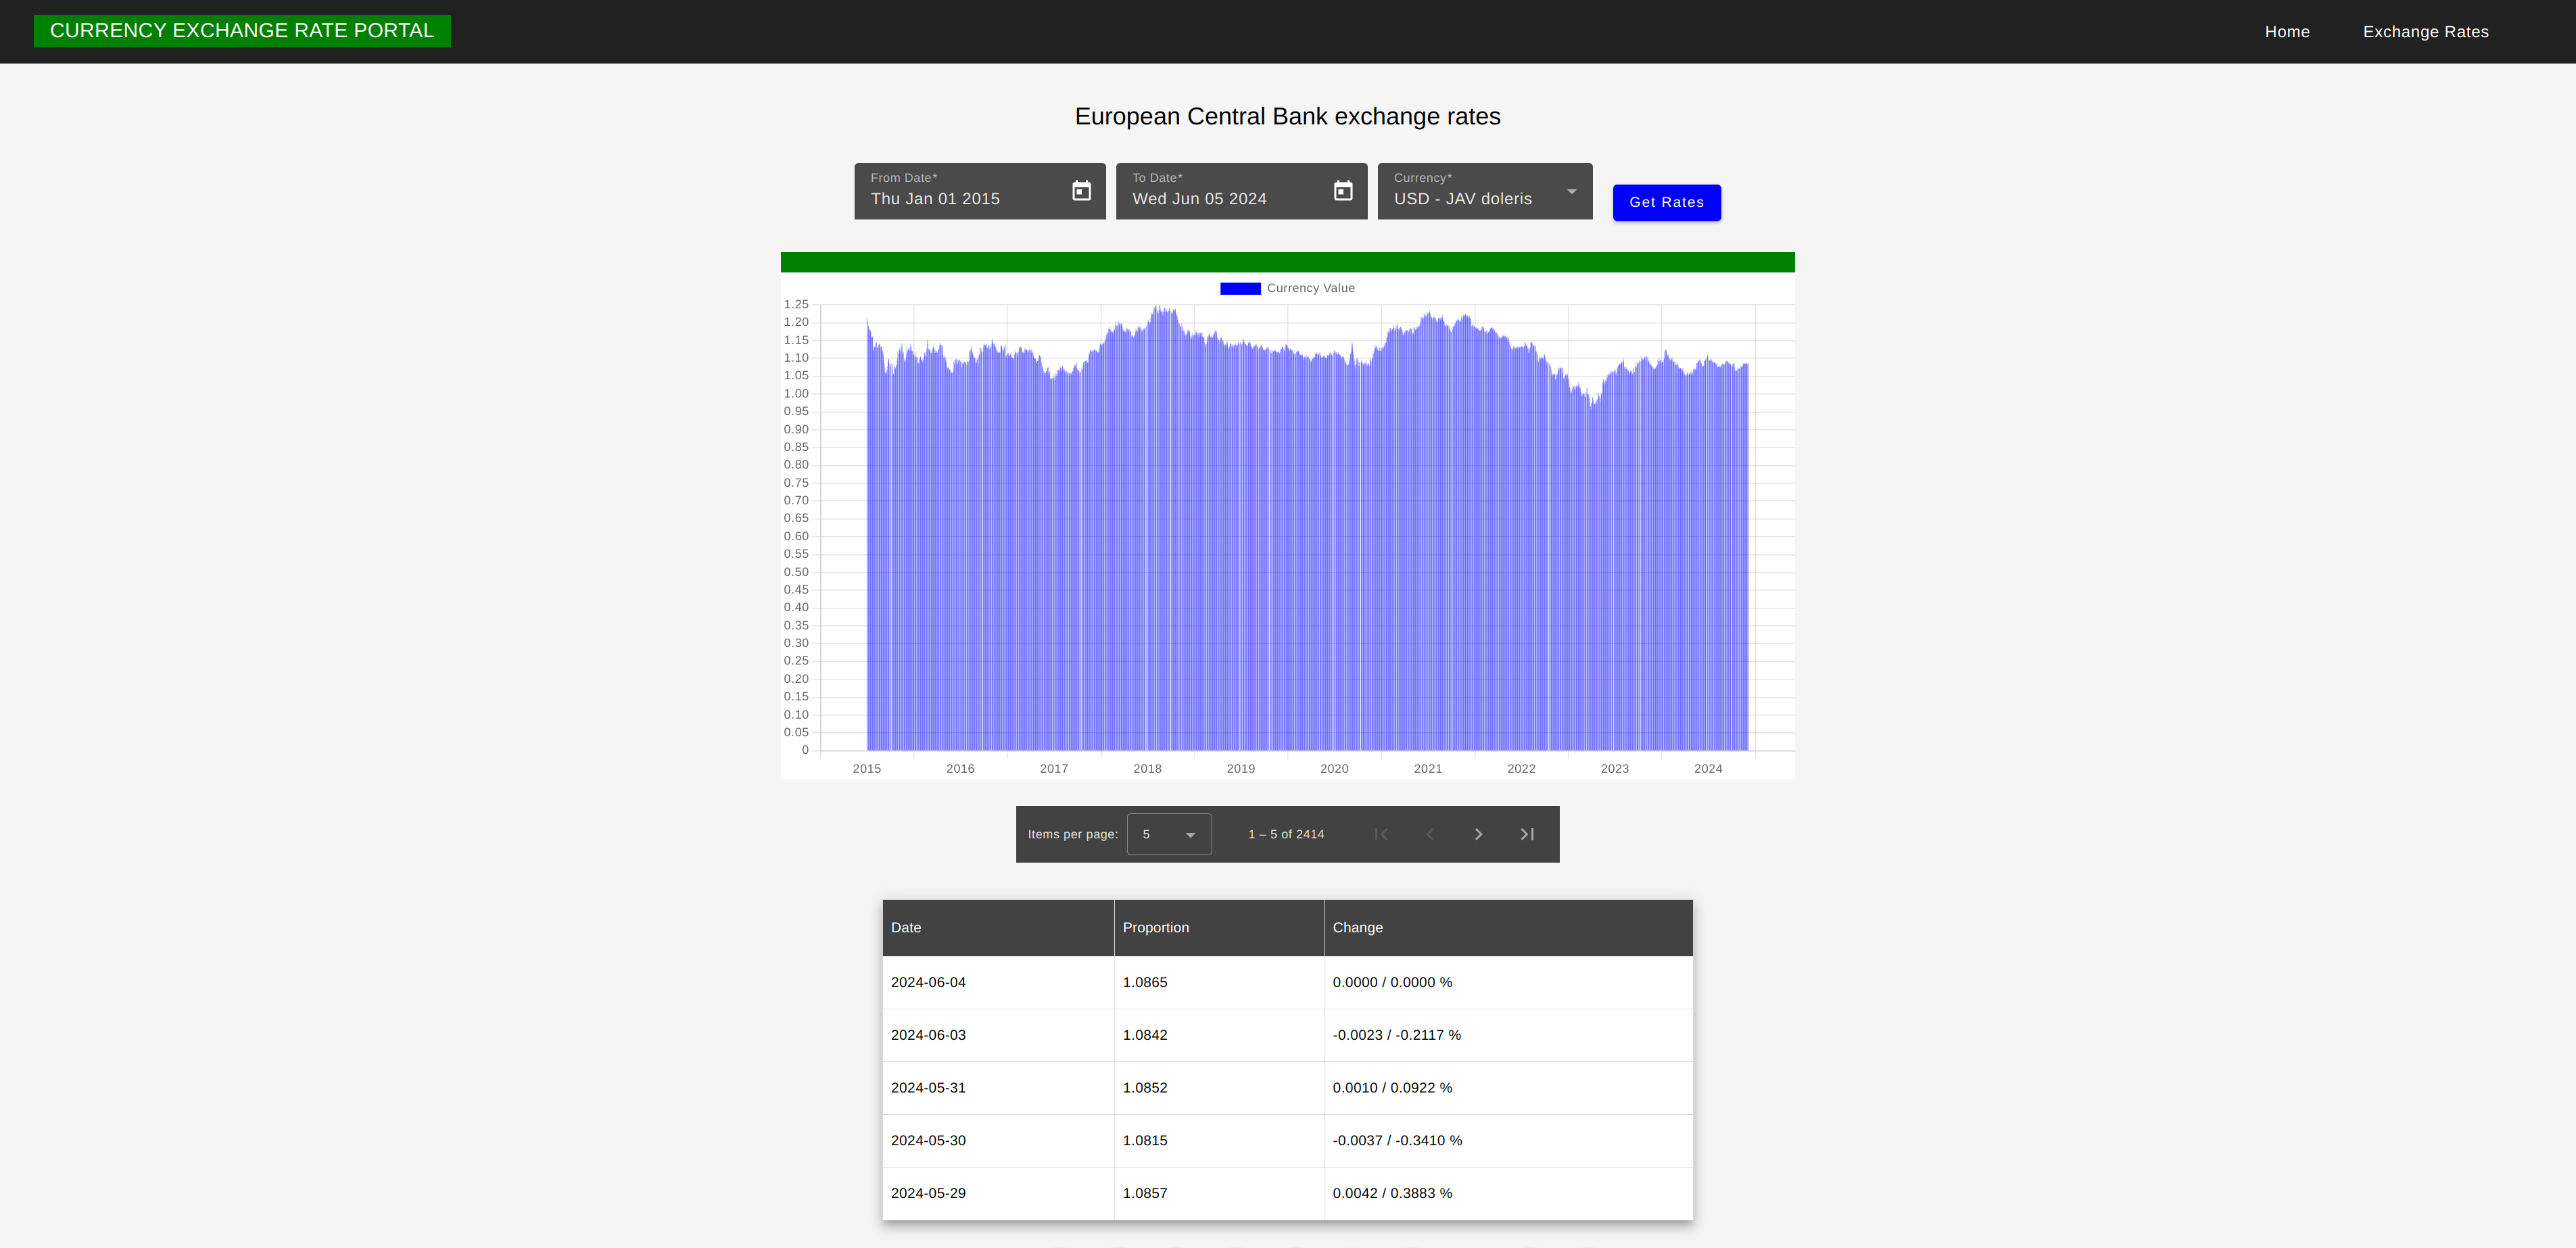 CURRENCY EXCHANGE RATE PORTAL
Home Exchange Rates
European Central Bank exchange rates
From Date*
Thu Jan 01 2015
To Date*
Wed Jun 05 2024
Currency*
USD - JAV doleris
Get Rates
Currency Value
1.25
1.20
1.15
1.10
1.05
1.00
0.95
0.90
0.85
0.80
0.75
0.70
0.65
0.60
0.55
0.50
0.45
0.40
0.35
0.30
0.25
0.20
0.15
0.10
0.05
0
2015 2016 2017 2018 2019 2020 2021 2022 2023 2024
Items per page: 5 1 – 5 of 2414
Date Proportion Change
2024-06-04 1.0865 0.0000 / 0.0000 %
2024-06-03 1.0842 -0.0023 / -0.2117 %
2024-05-31 1.0852 0.0010 / 0.0922 %
2024-05-30 1.0815 -0.0037 / -0.3410 %
2024-05-29 1.0857 0.0042 / 0.3883 %